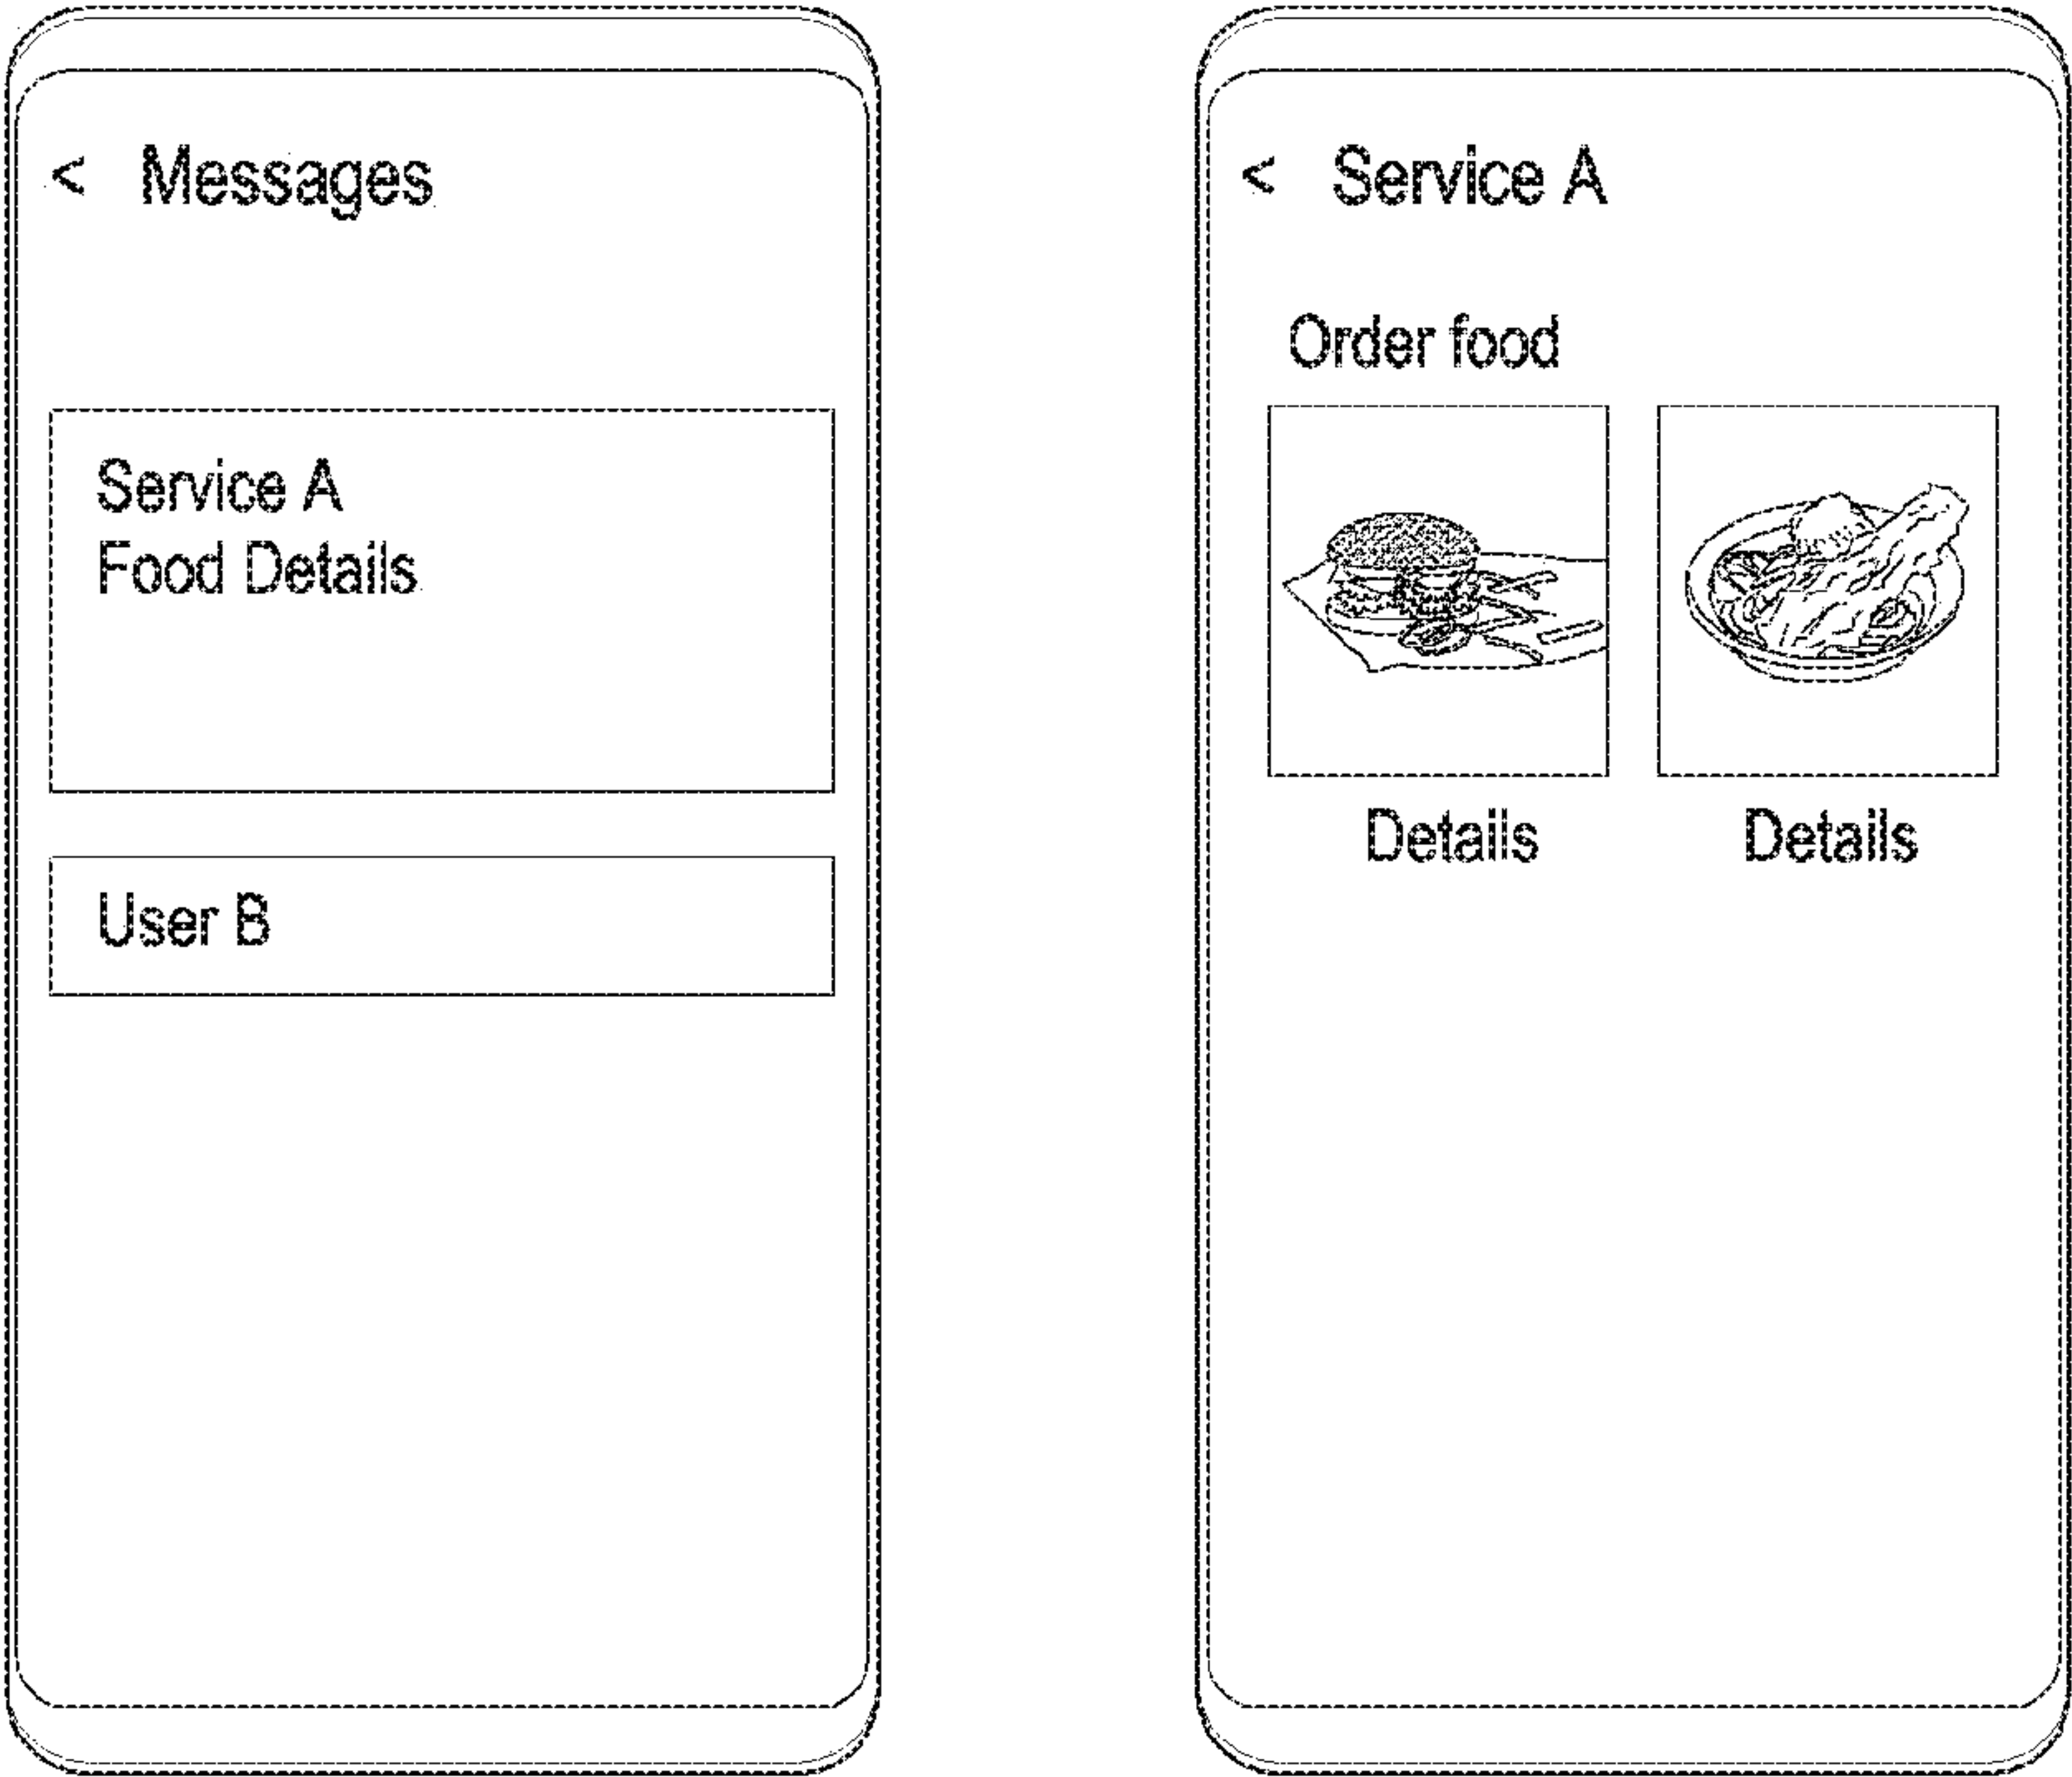 < Messages
Service A
Food Details
User B
< Service A
Order food
Details
Details